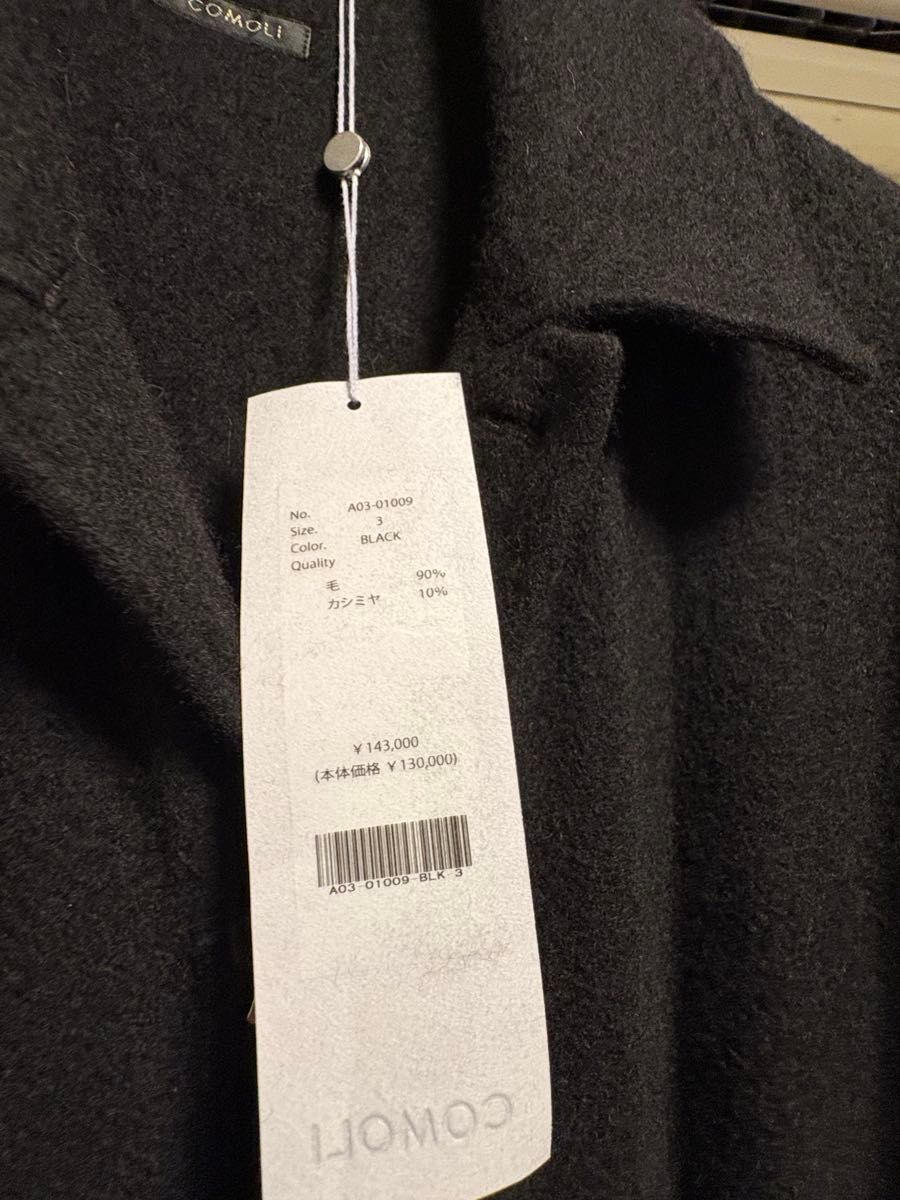 COMOLI
No. A03-01009
Size. 3
Color. BLACK
Quality
毛 90%
カシミヤ 10%
¥143,000
(本体価格 ¥130,000)
A03-01009-BLK 3
COMOLI